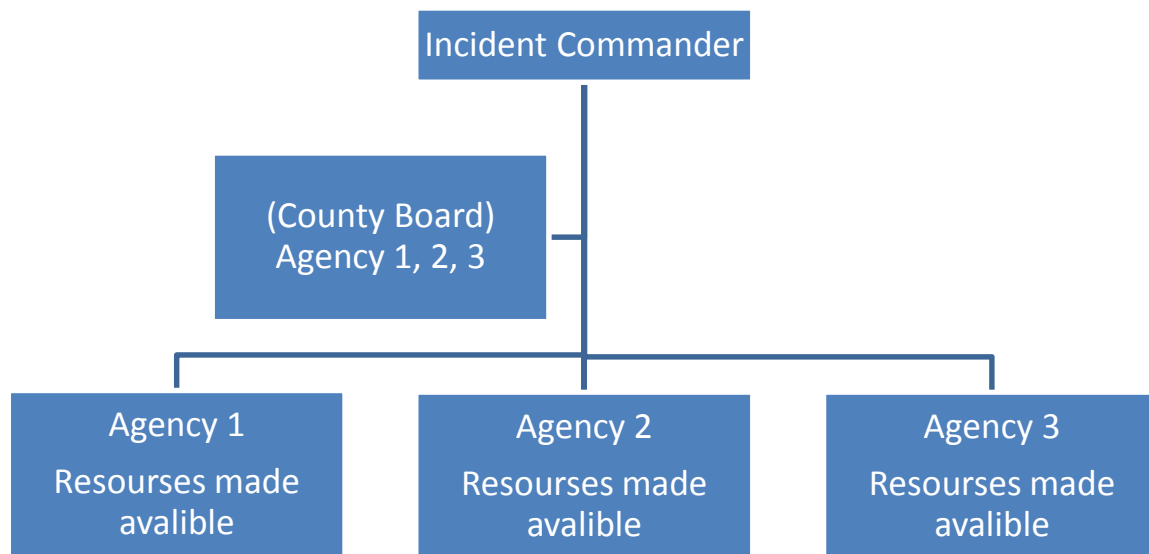 Incident Commander
(County Board)
Agency 1, 2, 3
Agency 1
Resourses made
avalible
Agency 2
Resourses made
avalible
Agency 3
Resourses made
avalible